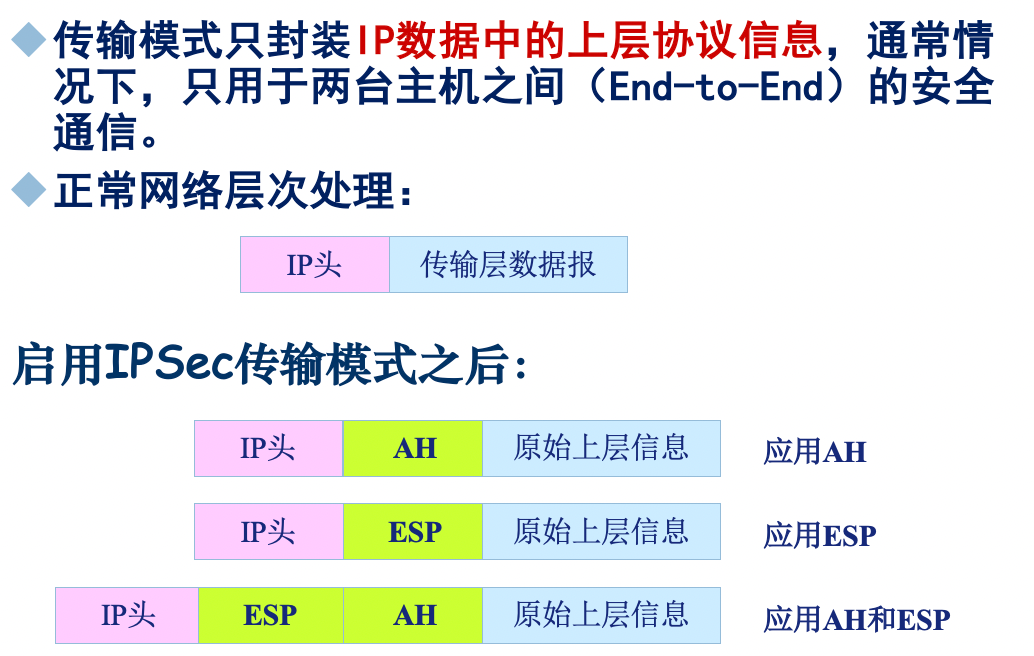 传输模式只封装IP数据中的上层协议信息，通常情
况下，只用于两台主机之间（End-to-End）的安全
通信。
正常网络层次处理：
IP头 传输层数据报
启用IPSec传输模式之后：
IP头 AH 原始上层信息 应用AH
IP头 ESP 原始上层信息 应用ESP
IP头 ESP AH 原始上层信息 应用AH和ESP